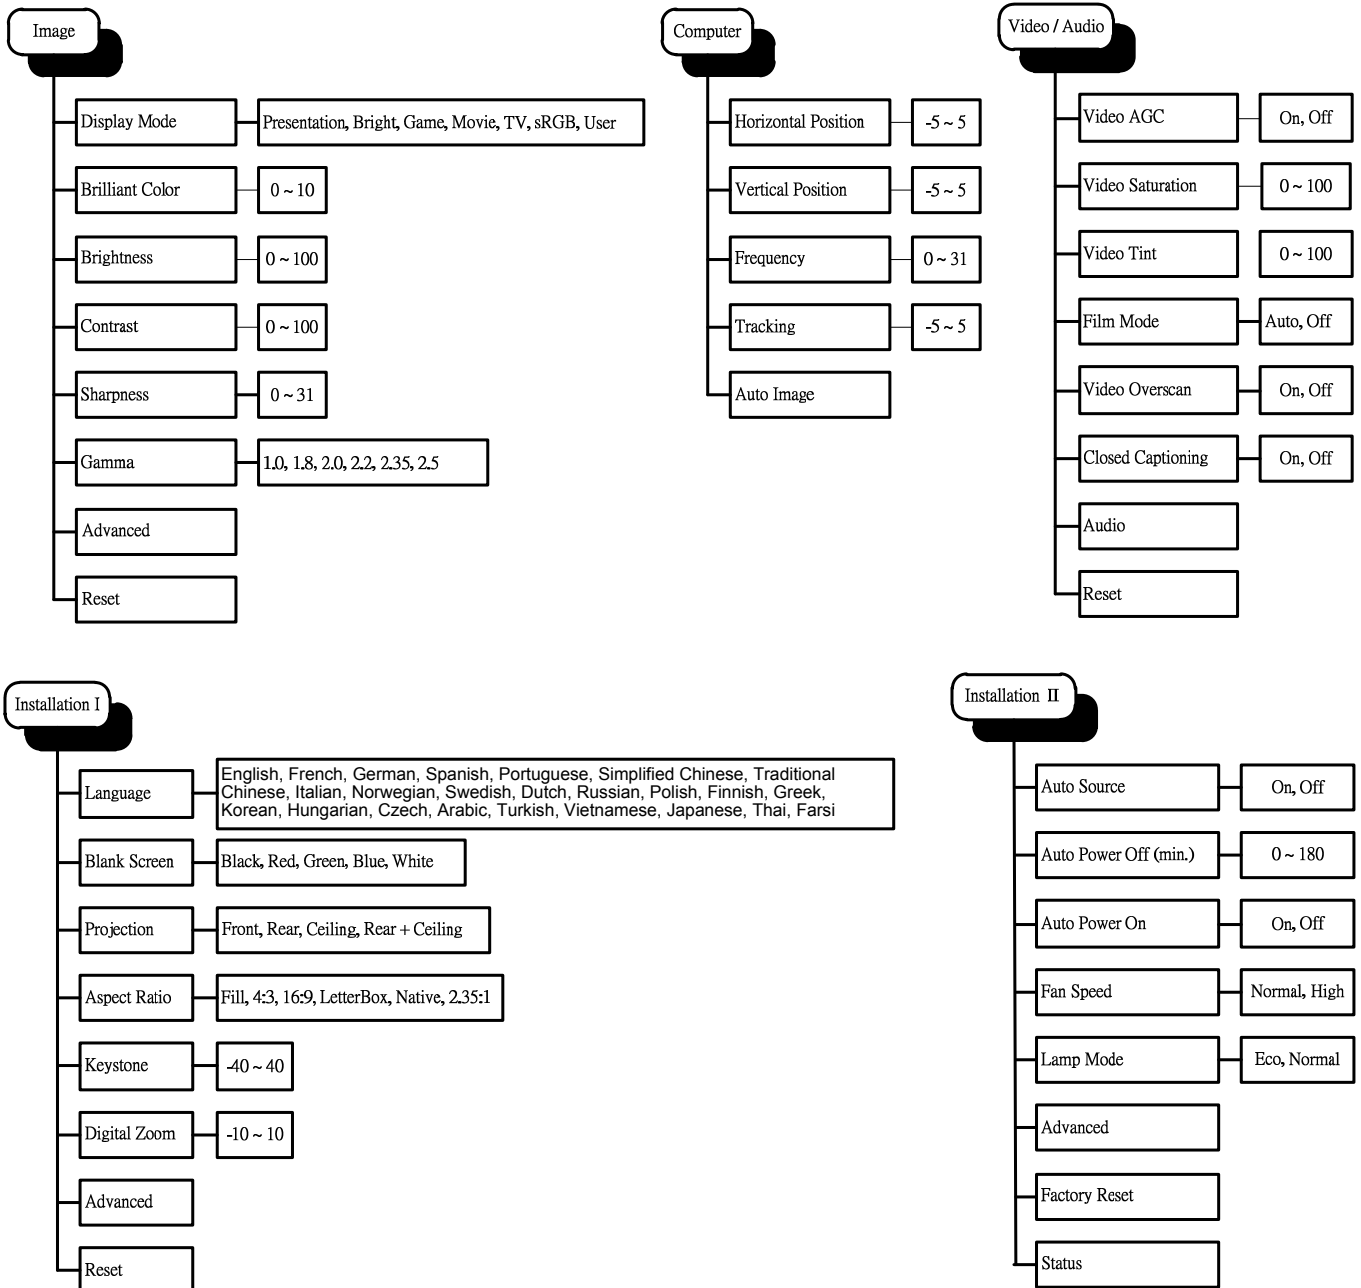 Image
Display Mode
Presentation, Bright, Game, Movie, TV, sRGB, User
Brilliant Color
0 ~ 10
Brightness
0 ~ 100
Contrast
0 ~ 100
Sharpness
0 ~ 31
Gamma
1.0, 1.8, 2.0, 2.2, 2.35, 2.5
Advanced
Reset
Computer
Horizontal Position
-5 ~ 5
Vertical Position
-5 ~ 5
Frequency
0 ~ 31
Tracking
-5 ~ 5
Auto Image
Video / Audio
Video AGC
On, Off
Video Saturation
0 ~ 100
Video Tint
0 ~ 100
Film Mode
Auto, Off
Video Overscan
On, Off
Closed Captioning
On, Off
Audio
Reset
Installation I
Language
English, French, German, Spanish, Portuguese, Simplified Chinese, Traditional
Chinese, Italian, Norwegian, Swedish, Dutch, Russian, Polish, Finnish, Greek,
Korean, Hungarian, Czech, Arabic, Turkish, Vietnamese, Japanese, Thai, Farsi
Blank Screen
Black, Red, Green, Blue, White
Projection
Front, Rear, Ceiling, Rear + Ceiling
Aspect Ratio
Fill, 4:3, 16:9, LetterBox, Native, 2.35:1
Keystone
-40 ~ 40
Digital Zoom
-10 ~ 10
Advanced
Reset
Installation II
Auto Source
On, Off
Auto Power Off (min.)
0 ~ 180
Auto Power On
On, Off
Fan Speed
Normal, High
Lamp Mode
Eco, Normal
Advanced
Factory Reset
Status